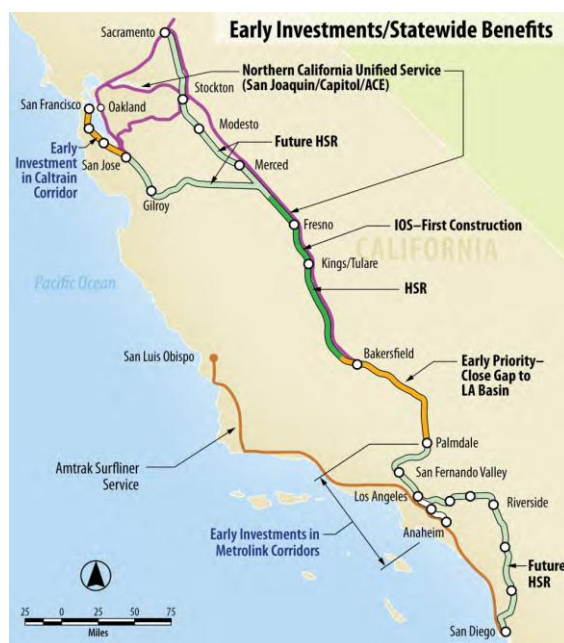 Early Investments/Statewide Benefits
Sacramento
Northern California Unified Service
(San Joaquin/Capitol/ACE)
Stockton
San Francisco
Oakland
Modesto
Early
Investment
in Caltrain
Corridor
Future HSR
San Jose
Merced
Gilroy
Fresno
IOS–First Construction
CALIFORNIA
Kings/Tulare
Pacific Ocean
HSR
San Luis Obispo
Bakersfield
Early Priority–
Close Gap to
LA Basin
Amtrak Surfliner
Service
Palmdale
San Fernando Valley
Los Angeles
Riverside
Early Investments in
Metrolink Corridors
Anaheim
Future
HSR
25 0 25 50 75
Miles
San Diego